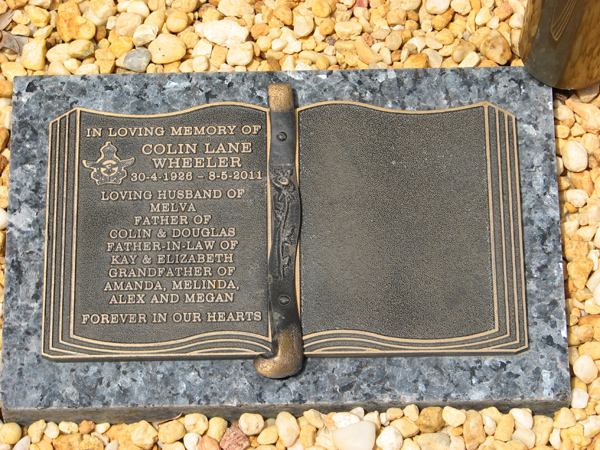 IN LOVING MEMORY OF
COLIN LANE
WHEELER
30-4-1926 – 8-5-2011
LOVING HUSBAND OF
MELVA
FATHER OF
COLIN & DOUGLAS
FATHER-IN-LAW OF
KAY & ELIZABETH
GRANDFATHER OF
AMANDA, MELINDA,
ALEX AND MEGAN
FOREVER IN OUR HEARTS